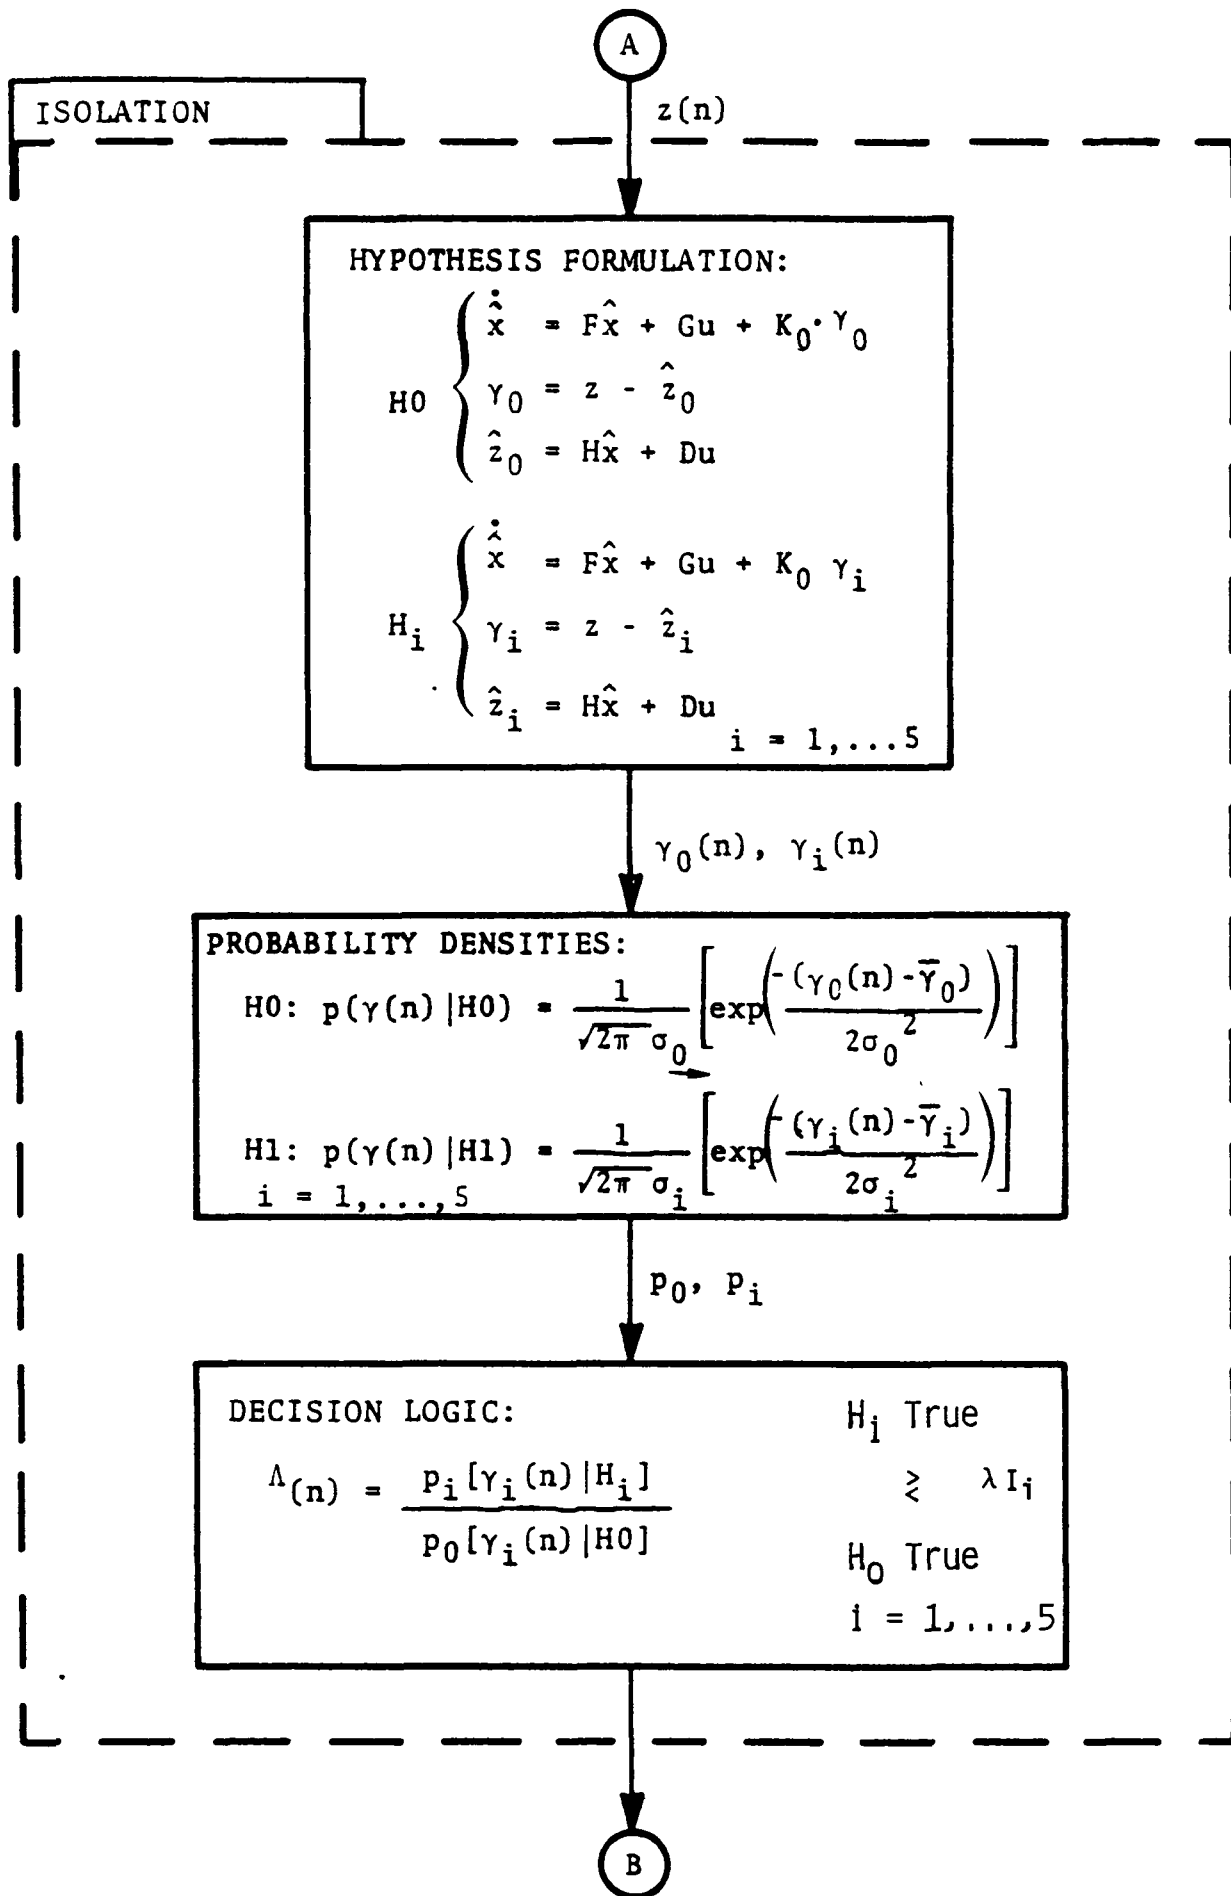 A
z(n)
ISOLATION
HYPOTHESIS FORMULATION:
H0 { x̂̇ = Fx̂ + Gu + K₀·γ₀
γ₀ = z - ẑ₀
ẑ₀ = Hx̂ + Du
Hᵢ { x̂̇ = Fx̂ + Gu + K₀ γᵢ
γᵢ = z - ẑᵢ
ẑᵢ = Hx̂ + Du
i = 1,...5
γ₀(n), γᵢ(n)
PROBABILITY DENSITIES:
H0: p(γ(n)|H0) = 1/(√2π σ₀) [exp(-(γ₀(n)-γ̅₀)/2σ₀²)]
H1: p(γ(n)|H1) = 1/(√2π σᵢ) [exp(-(γᵢ(n)-γ̅ᵢ)/2σᵢ²)]
i = 1,...,5
p₀, pᵢ
DECISION LOGIC:
Λ(n) = pᵢ[γᵢ(n)|Hᵢ] / p₀[γᵢ(n)|H0]
Hᵢ True
≷ λIᵢ
H₀ True
i = 1,...,5
B